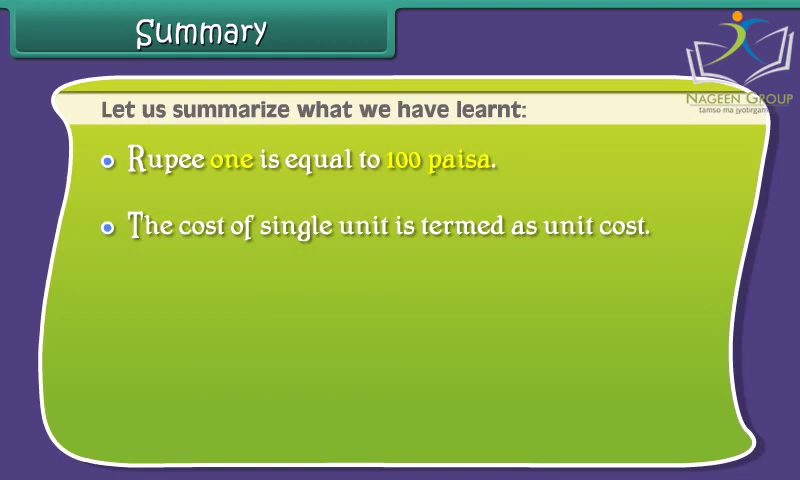 Summary
NAGEEN GROUP
tamso ma jyotirgamaya
Let us summarize what we have learnt:
Rupee one is equal to 100 paisa.
The cost of single unit is termed as unit cost.